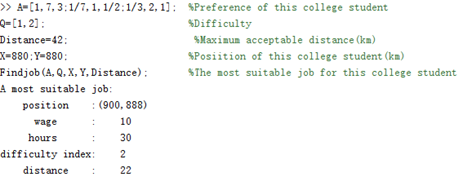 >> A=[1,7,3;1/7,1,1/2;1/3,2,1]; %Preference of this college student
Q=[1,2]; %Difficulty
Distance=42; %Maximum acceptable distance(km)
X=880;Y=880; %Posiition of this college student(km)
Findjob(A,Q,X,Y,Distance); %The most suitable job for this college student
A most suitable job:
position :(900,888)
wage : 10
hours : 30
difficulty index: 2
distance : 22